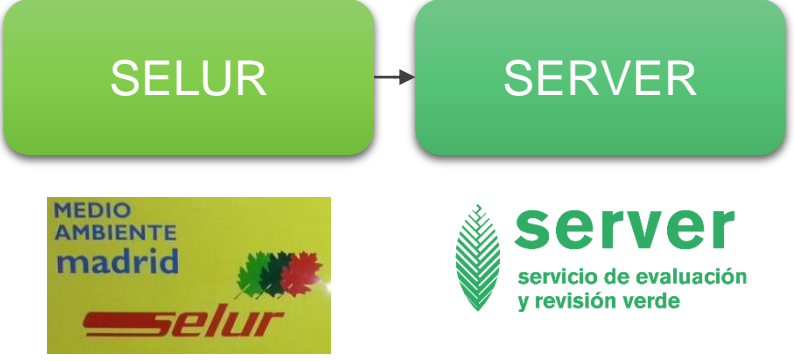 SELUR
SERVER
MEDIO
AMBIENTE
madrid
selur
server
servicio de evaluación
y revisión verde